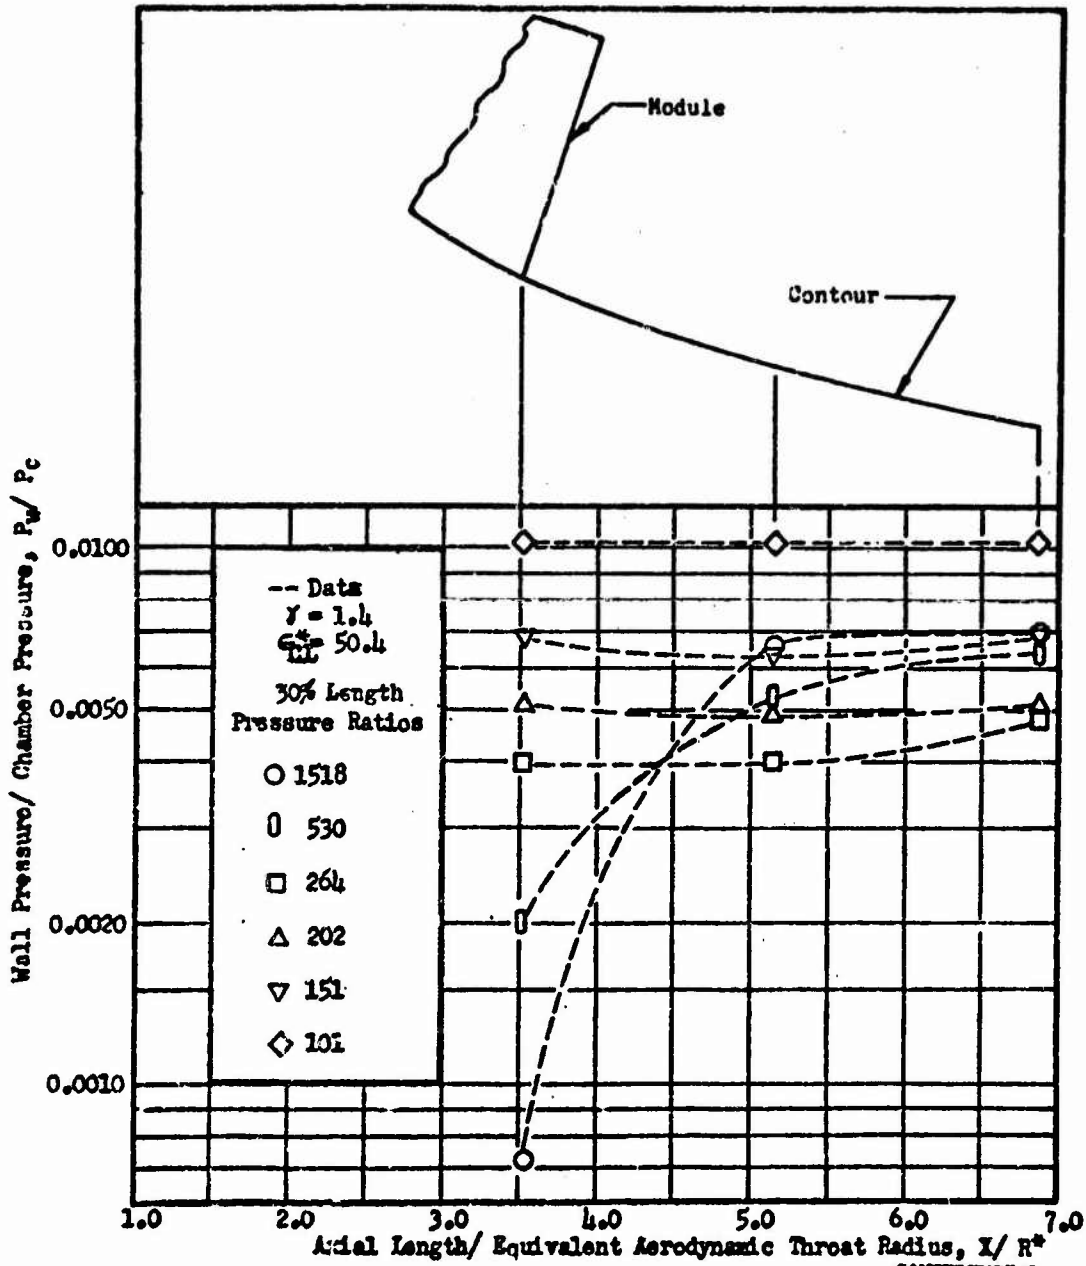 Module
Contour
Wall Pressure/ Chamber Pressure, Pw/ Pc
0.0100
0.0050
0.0020
0.0010
-- Data
γ = 1.4
= 50.4
30% Length
Pressure Ratios
1518
530
264
202
151
101
1.0 2.0 3.0 4.0 5.0 6.0 7.0
Axial Length/ Equivalent Aerodynamic Throat Radius, X/ R*